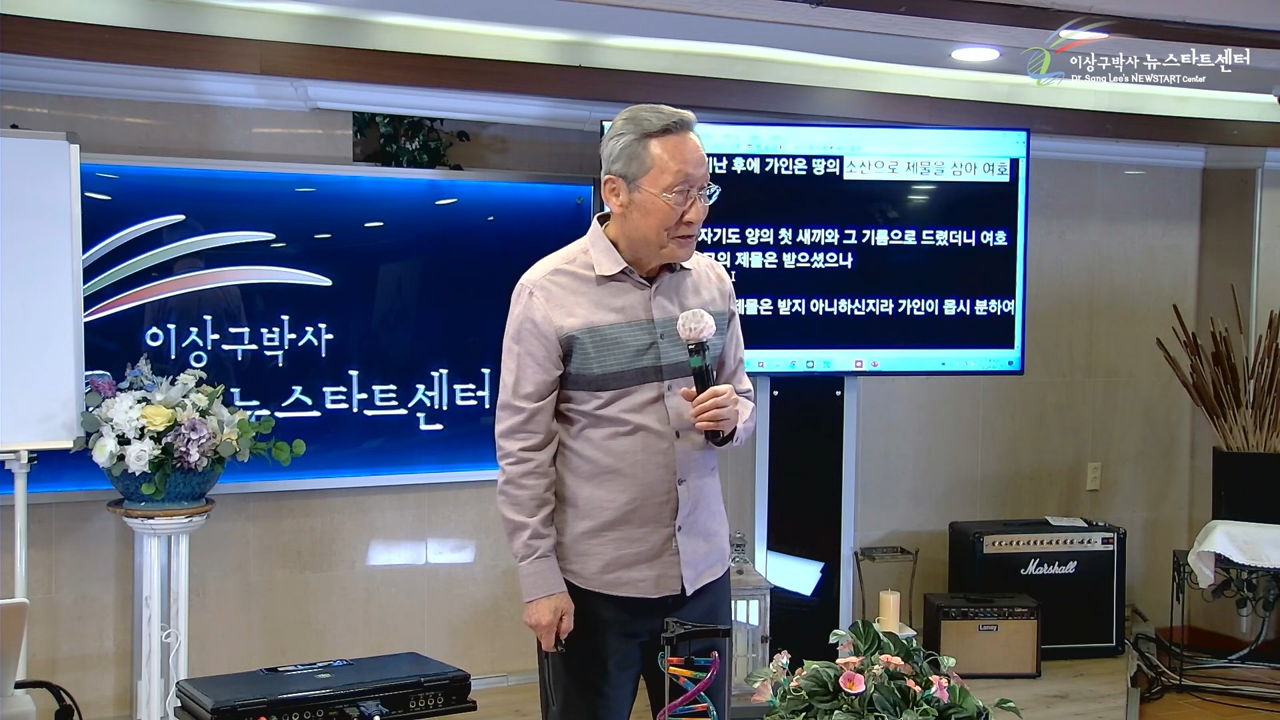 이상구박사 뉴스타트센터
Dr. Sang Lee's NEWSTART Center
후에 가인은 땅의 소산으로 제물을 삼아 여호
자기도 양의 첫 새끼와 그 기름으로 드렸더니 여호
제물은 받으셨으나
제물은 받지 아니하신지라 가인이 몹시 분하여
이상구박사
뉴스타트센터
Marshall
Laney